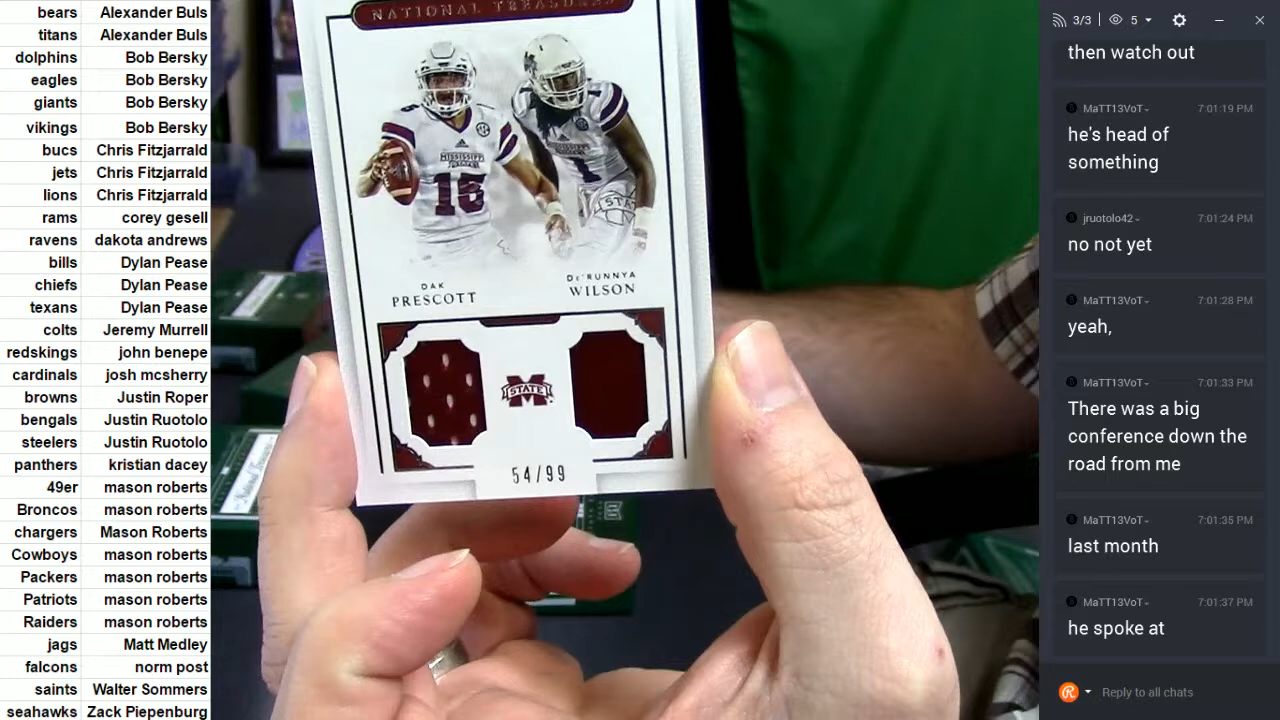 bears Alexander Buls
titans Alexander Buls
dolphins Bob Bersky
eagles Bob Bersky
giants Bob Bersky
vikings Bob Bersky
bucs Chris Fitzjarrald
jets Chris Fitzjarrald
lions Chris Fitzjarrald
rams corey gesell
ravens dakota andrews
bills Dylan Pease
chiefs Dylan Pease
texans Dylan Pease
colts Jeremy Murrell
redskings john benepe
cardinals josh mcsherry
browns Justin Roper
bengals Justin Ruotolo
steelers Justin Ruotolo
panthers kristian dacey
49er mason roberts
Broncos mason roberts
chargers Mason Roberts
Cowboys mason roberts
Packers mason roberts
Patriots mason roberts
Raiders mason roberts
jags Matt Medley
falcons norm post
saints Walter Sommers
seahawks Zack Piepenburg
NATIONAL TREASURES
MISSISSIPPI
15
1
STATE
DAK
PRESCOTT
De'RUNNYA
WILSON
STATE
54/99
National Treasures
3/3 5
then watch out
MaTT13VoT 7:01:19 PM
he's head of
something
jruotolo42 7:01:24 PM
no not yet
MaTT13VoT 7:01:28 PM
yeah,
MaTT13VoT 7:01:33 PM
There was a big
conference down the
road from me
MaTT13VoT 7:01:35 PM
last month
MaTT13VoT 7:01:37 PM
he spoke at
Reply to all chats